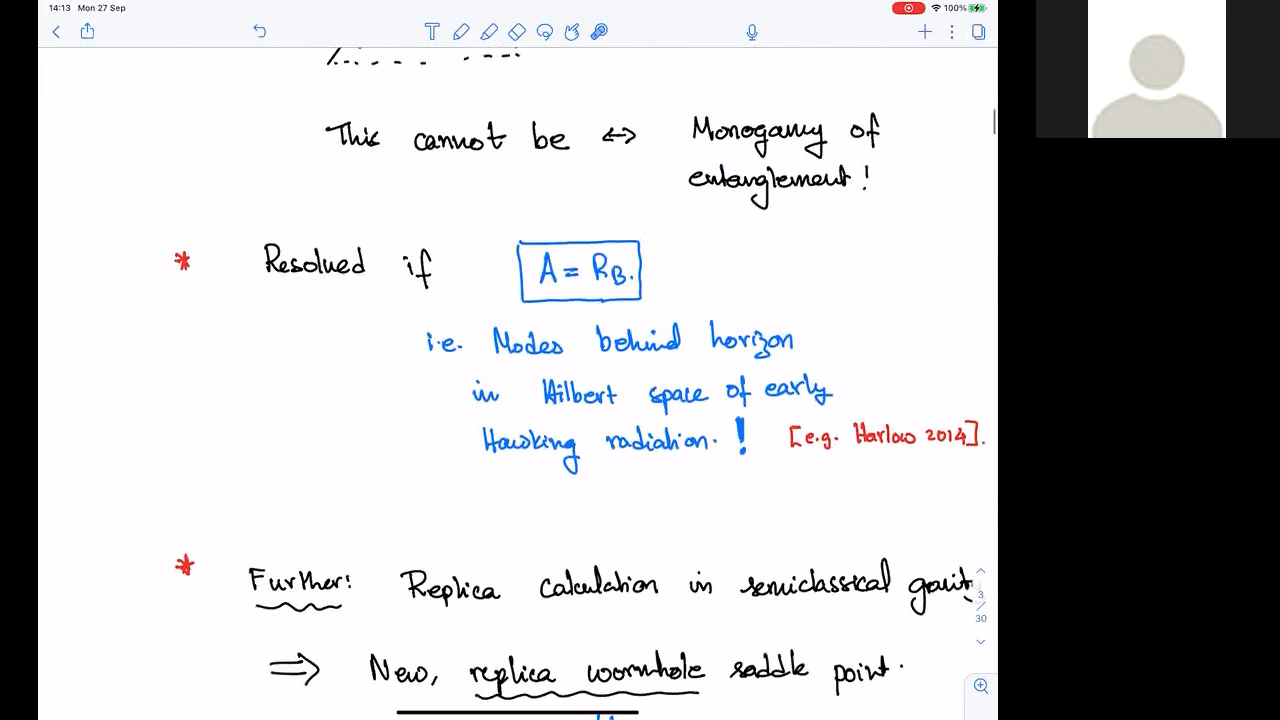 14:13 Mon 27 Sep
100%
This cannot be ↔ Monogamy of
entanglement!
* Resolved if A = R_B.
i.e. Modes behind horizon
in Hilbert space of early
Hawking radiation. ! [e.g. Harlow 2014].
* Further: Replica calculation in semiclassical
⇒ New, replica wormhole saddle point.
3
/
30